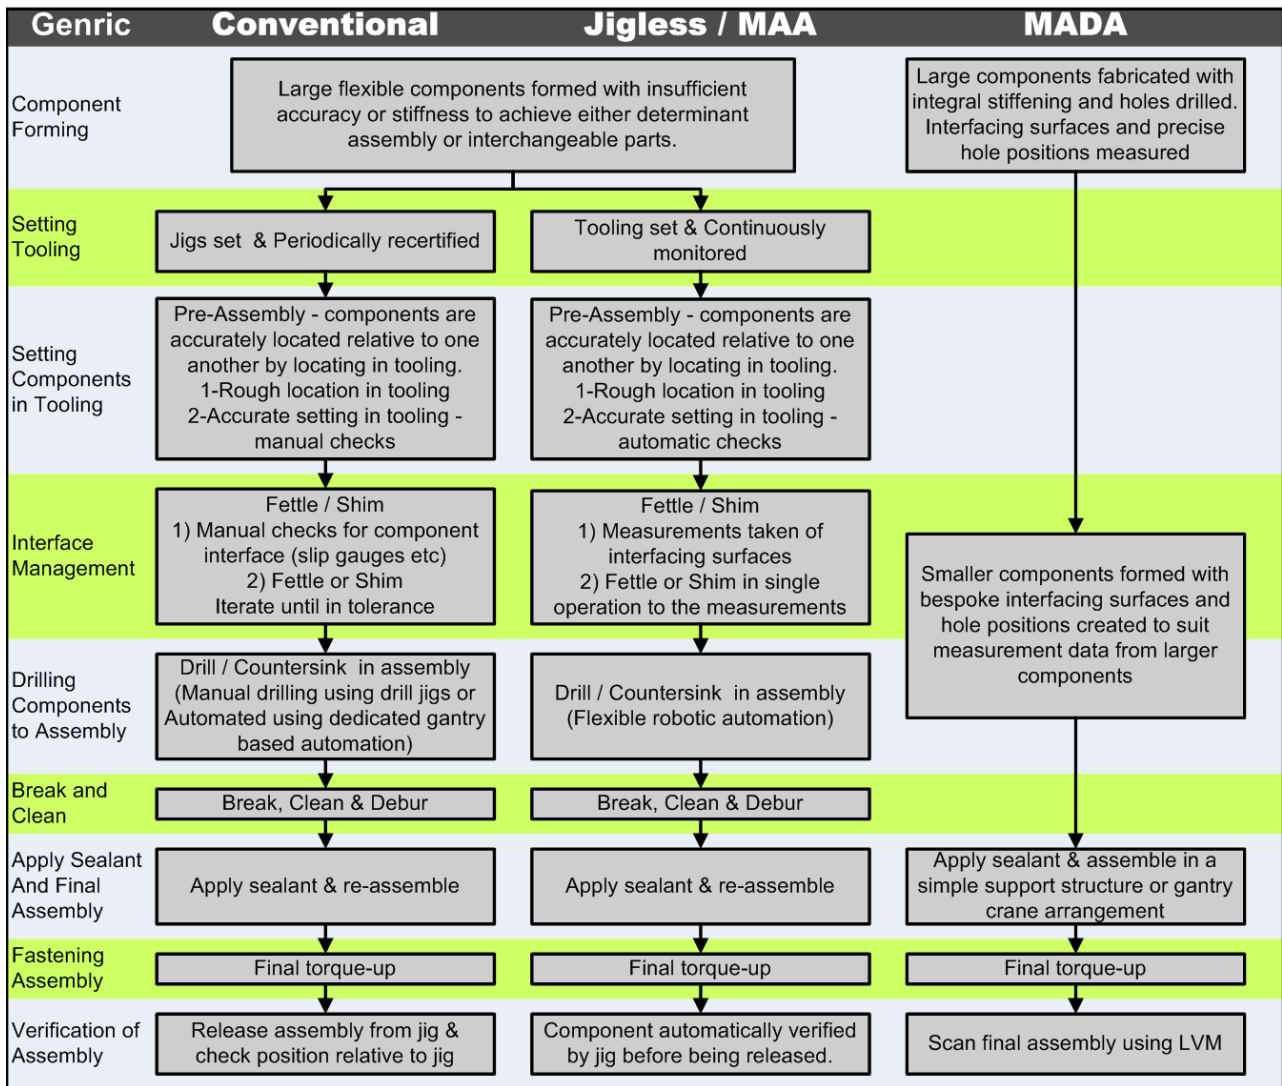 Genric Conventional Jigless / MAA MADA
Component
Forming
Large flexible components formed with insufficient
accuracy or stiffness to achieve either determinant
assembly or interchangeable parts.
Large components fabricated with
integral stiffening and holes drilled.
Interfacing surfaces and precise
hole positions measured
Setting
Tooling
Jigs set & Periodically recertified
Tooling set & Continuously
monitored
Setting
Components
in Tooling
Pre-Assembly - components are
accurately located relative to one
another by locating in tooling.
1-Rough location in tooling
2-Accurate setting in tooling -
manual checks
Pre-Assembly - components are
accurately located relative to one
another by locating in tooling.
1-Rough location in tooling
2-Accurate setting in tooling -
automatic checks
Interface
Management
Fettle / Shim
1) Manual checks for component
interface (slip gauges etc)
2) Fettle or Shim
Iterate until in tolerance
Fettle / Shim
1) Measurements taken of
interfacing surfaces
2) Fettle or Shim in single
operation to the measurements
Smaller components formed with
bespoke interfacing surfaces and
hole positions created to suit
measurement data from larger
components
Drilling
Components
to Assembly
Drill / Countersink in assembly
(Manual drilling using drill jigs or
Automated using dedicated gantry
based automation)
Drill / Countersink in assembly
(Flexible robotic automation)
Break and
Clean
Break, Clean & Debur
Break, Clean & Debur
Apply Sealant
And Final
Assembly
Apply sealant & re-assemble
Apply sealant & re-assemble
Apply sealant & assemble in a
simple support structure or gantry
crane arrangement
Fastening
Assembly
Final torque-up
Final torque-up
Final torque-up
Verification of
Assembly
Release assembly from jig &
check position relative to jig
Component automatically verified
by jig before being released.
Scan final assembly using LVM